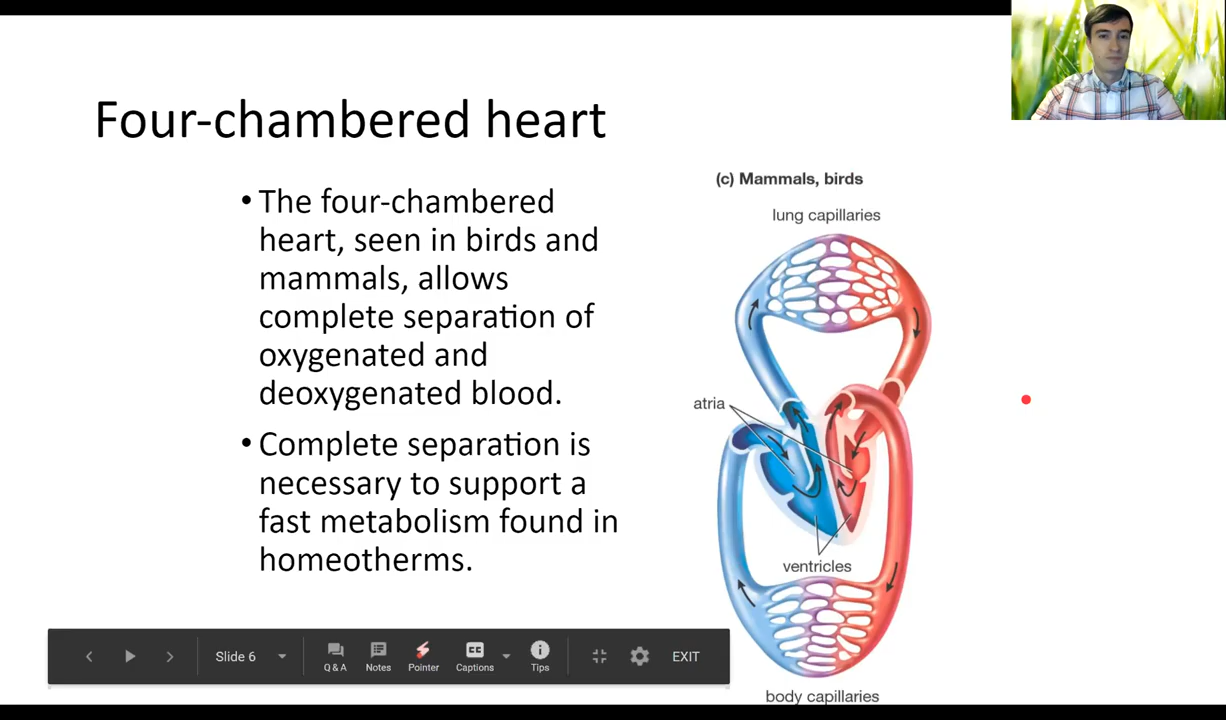 Four-chambered heart
• The four-chambered
heart, seen in birds and
mammals, allows
complete separation of
oxygenated and
deoxygenated blood.
• Complete separation is
necessary to support a
fast metabolism found in
homeotherms.
(c) Mammals, birds
lung capillaries
atria
ventricles
body capillaries
Slide 6
Q & A
Notes
Pointer
Captions
Tips
EXIT